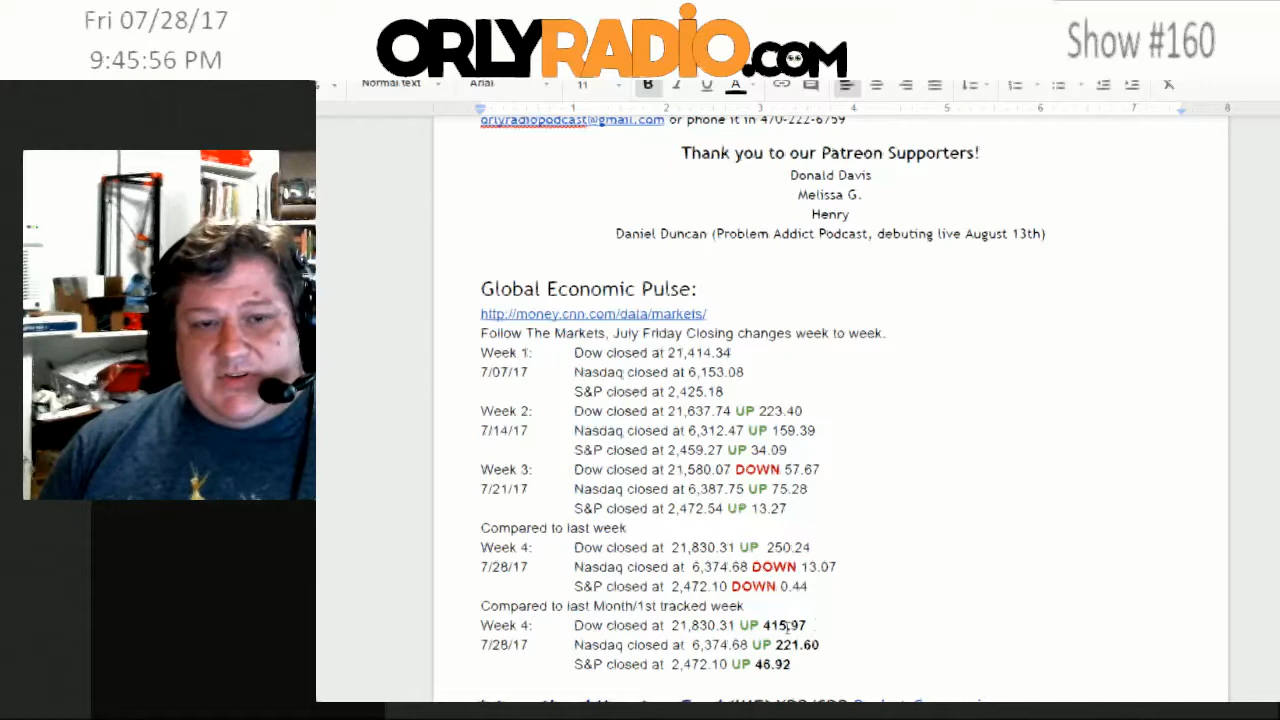 Fri 07/28/17
9:45:56 PM
ORLYRADIO.COM
Show #160
Normal text
Arial
11
B I U A
1 2 3 4 5 6 7 8
orlyradiopodcast@gmail.com or phone it in 470-222-6759
Thank you to our Patreon Supporters!
Donald Davis
Melissa G.
Henry
Daniel Duncan (Problem Addict Podcast, debuting live August 13th)
Global Economic Pulse:
http://money.cnn.com/data/markets/
Follow The Markets, July Friday Closing changes week to week.
Week 1: Dow closed at 21,414.34
7/07/17 Nasdaq closed at 6,153.08
S&P closed at 2,425.18
Week 2: Dow closed at 21,637.74 UP 223.40
7/14/17 Nasdaq closed at 6,312.47 UP 159.39
S&P closed at 2,459.27 UP 34.09
Week 3: Dow closed at 21,580.07 DOWN 57.67
7/21/17 Nasdaq closed at 6,387.75 UP 75.28
S&P closed at 2,472.54 UP 13.27
Compared to last week
Week 4: Dow closed at 21,830.31 UP 250.24
7/28/17 Nasdaq closed at 6,374.68 DOWN 13.07
S&P closed at 2,472.10 DOWN 0.44
Compared to last Month/1st tracked week
Week 4: Dow closed at 21,830.31 UP 415.97
7/28/17 Nasdaq closed at 6,374.68 UP 221.60
S&P closed at 2,472.10 UP 46.92